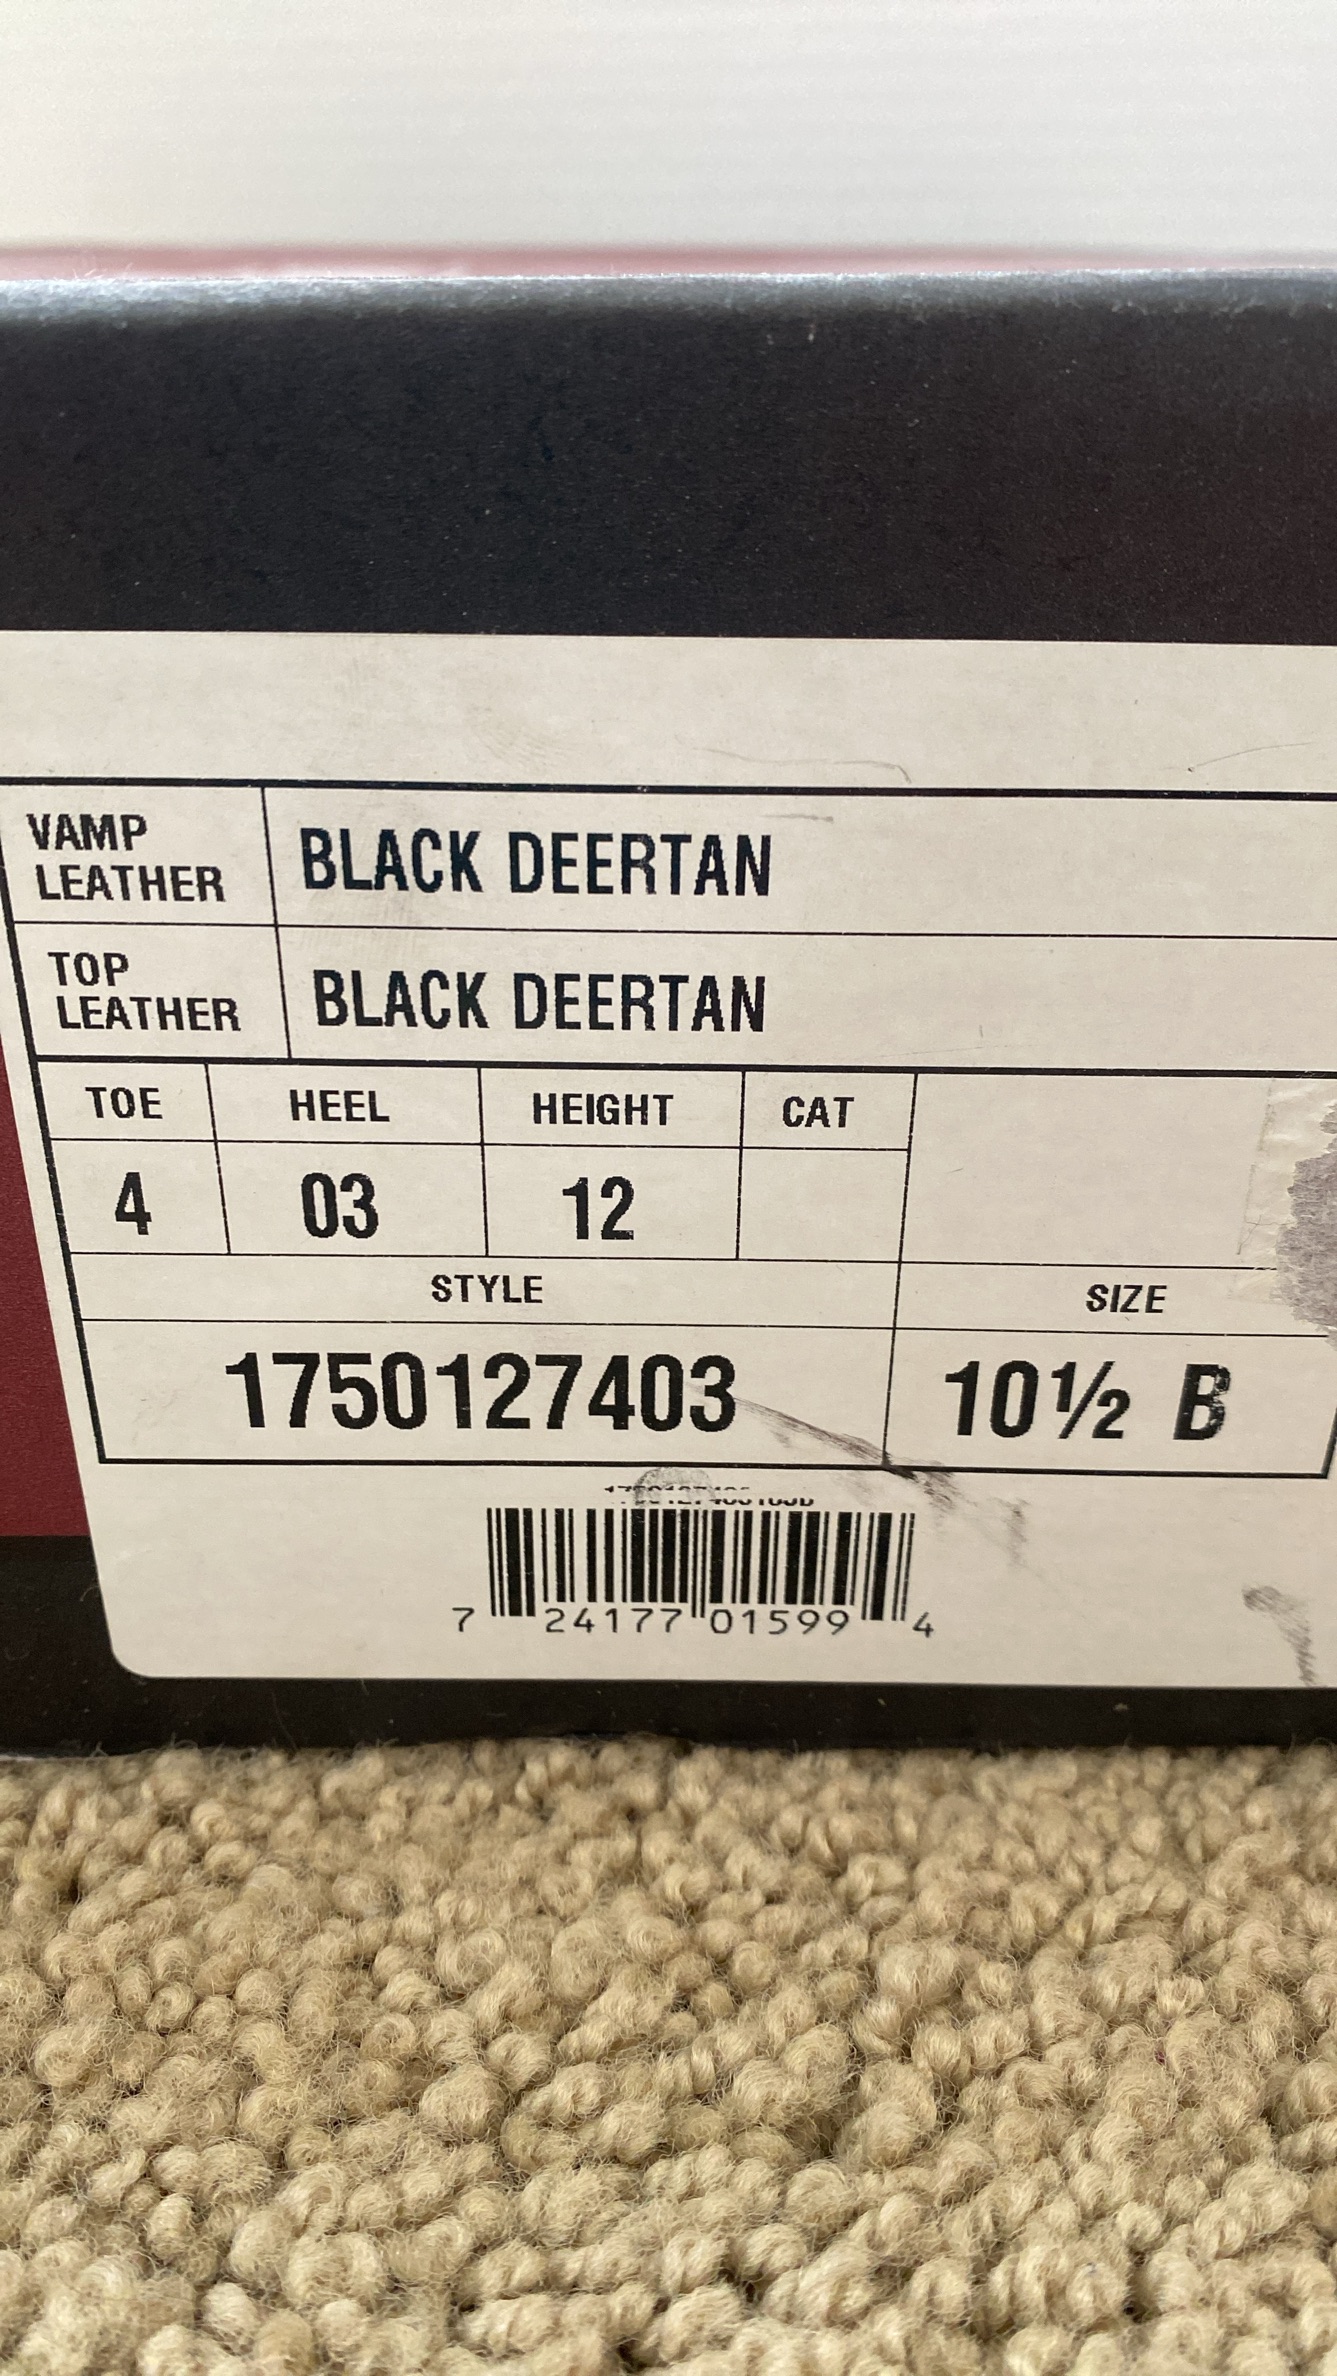 VAMP
LEATHER
BLACK DEERTAN
TOP
LEATHER
BLACK DEERTAN
TOE HEEL HEIGHT CAT
4 03 12
STYLE SIZE
1750127403 10½ B
7 24177 01599 4